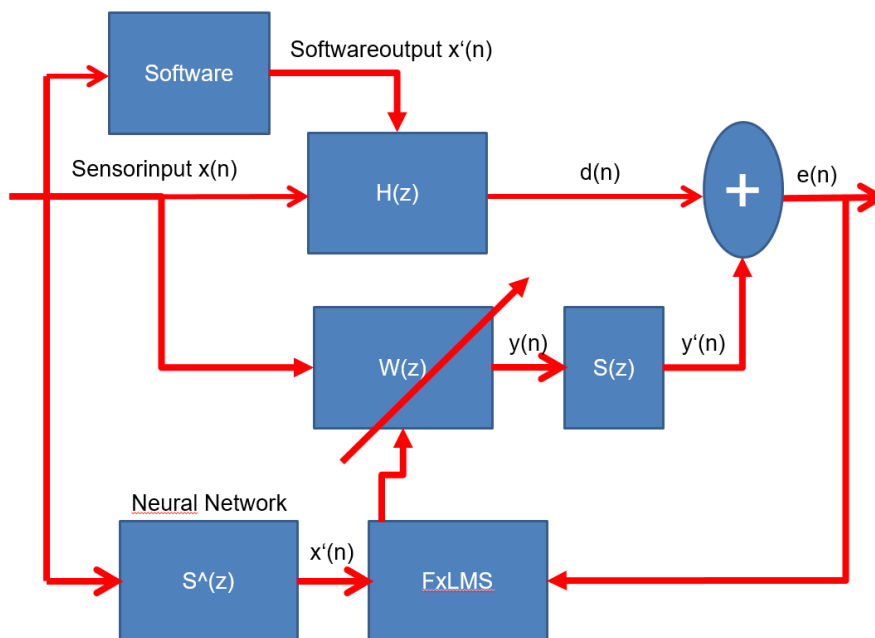 Softwareoutput x‘(n)
Software
Sensorinput x(n)
H(z)
d(n)
+
e(n)
W(z)
y(n)
S(z)
y‘(n)
Neural Network
S^(z)
x‘(n)
FxLMS